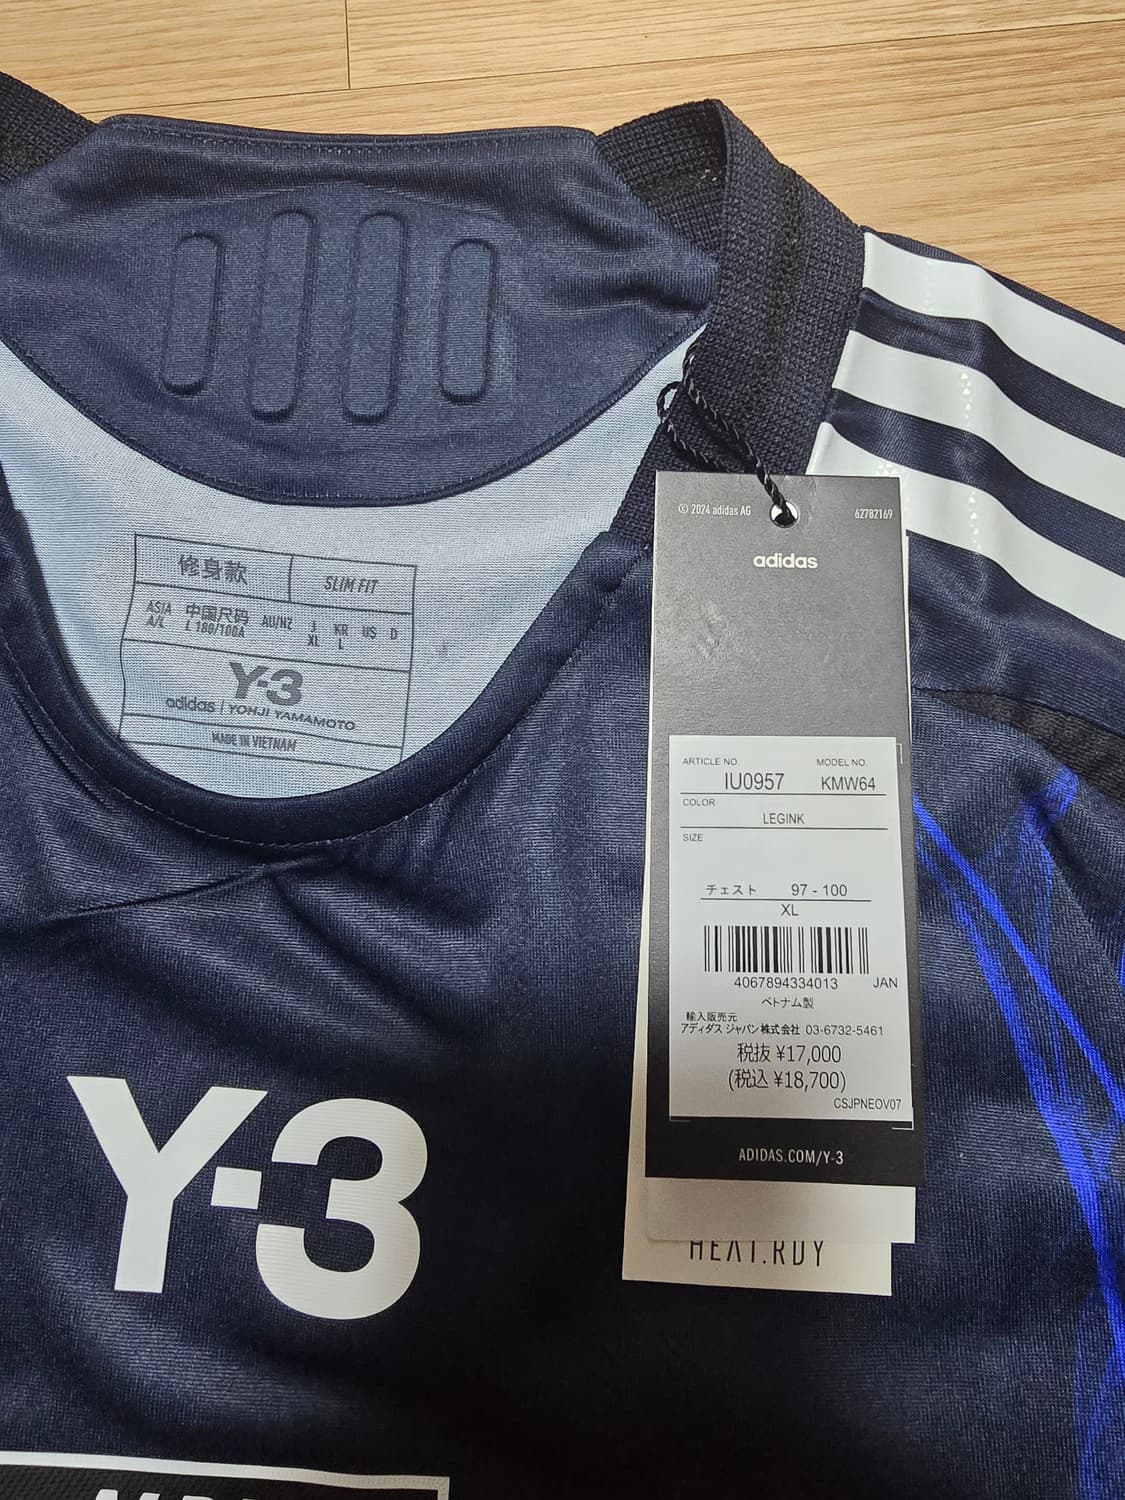 修身款 SLIM FIT
ASIA 中国尺码 AU/NZ J KR US D
A/L L 180/100A XL L
Y-3
adidas | YOHJI YAMAMOTO
MADE IN VIETNAM
© 2024 adidas AG 62782169
adidas
ARTICLE NO. MODEL NO.
IU0957 KMW64
COLOR
LEGINK
SIZE
チェスト 97 - 100
XL
4067894334013 JAN
ベトナム製
輸入販売元
アディダス ジャパン株式会社 03-6732-5461
税抜 ¥17,000
(税込 ¥18,700)
CSJPNEOV07
ADIDAS.COM/Y-3
HEAT.RDY
Y-3